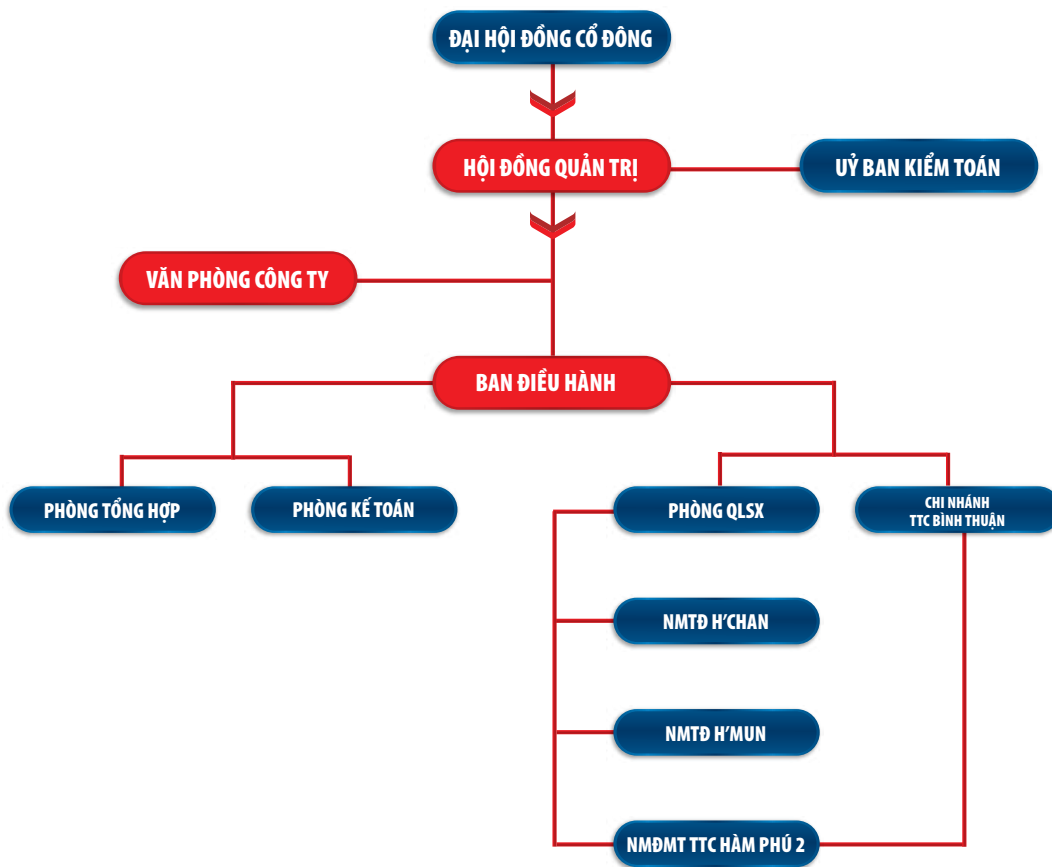 ĐẠI HỘI ĐỒNG CỔ ĐÔNG
HỘI ĐỒNG QUẢN TRỊ
UỶ BAN KIỂM TOÁN
VĂN PHÒNG CÔNG TY
BAN ĐIỀU HÀNH
PHÒNG TỔNG HỢP
PHÒNG KẾ TOÁN
PHÒNG QLSX
CHI NHÁNH
TTC BÌNH THUẬN
NMTĐ H'CHAN
NMTĐ H'MUN
NMĐMT TTC HÀM PHÚ 2